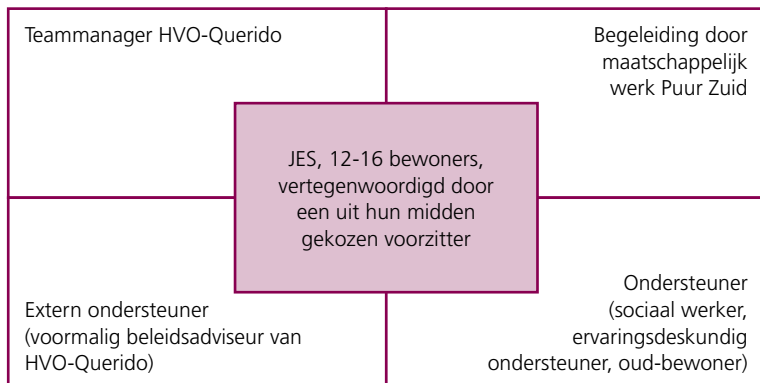 Teammanager HVO-Querido
Begeleiding door
maatschappelijk
werk Puur Zuid
JES, 12-16 bewoners,
vertegenwoordigd door
een uit hun midden
gekozen voorzitter
Extern ondersteuner
(voormalig beleidsadviseur van
HVO-Querido)
Ondersteuner
(sociaal werker,
ervaringsdeskundig
ondersteuner, oud-bewoner)